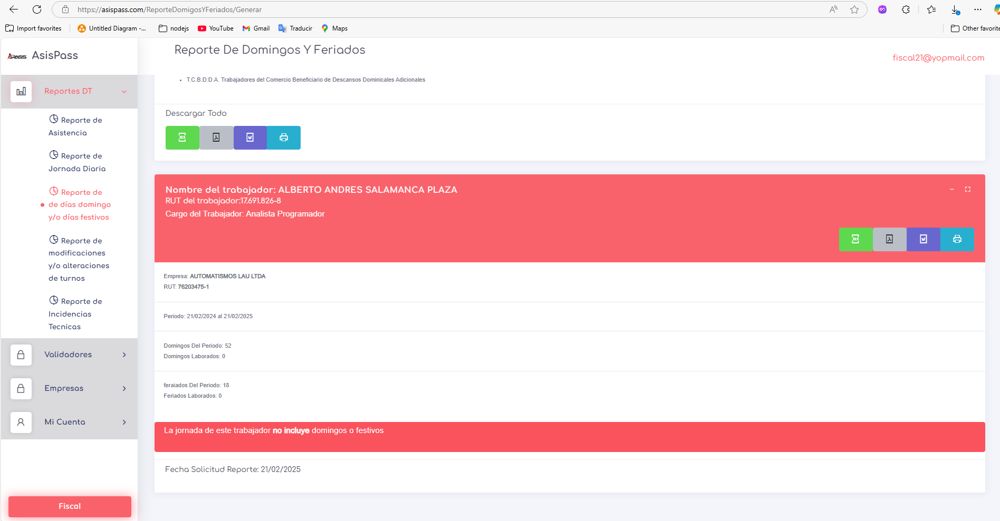 https://asispass.com/ReporteDomigosYFeriados/Generar
Import favorites
Untitled Diagram -...
nodejs
YouTube
Gmail
Traducir
Maps
Other favorite
AsisPass
Reporte De Domingos Y Feriados
fiscal21@yopmail.com
Reportes DT
Reporte de
Asistencia
Reporte de
Jornada Diaria
Reporte de
de días domingo
y/o días festivos
Reporte de
modificaciones
y/o alteraciones
de turnos
Reporte de
Incidencias
Tecnicas
Validadores
Empresas
Mi Cuenta
Fiscal
• T.C.B.D.D.A. Trabajadores del Comercio Beneficiario de Descansos Dominicales Adicionales
Descargar Todo
XLS
Nombre del trabajador: ALBERTO ANDRES SALAMANCA PLAZA
RUT del trabajador:17.691.826-8
Cargo del Trabajador: Analista Programador
XLS
Empresa: AUTOMATISMOS LAU LTDA
RUT: 76203475-1
Periodo: 21/02/2024 al 21/02/2025
Domingos Del Periodo: 52
Domingos Laborados: 0
feraiados Del Periodo: 18
Feriados Laborados: 0
La jornada de este trabajador no incluye domingos o festivos
Fecha Solicitud Reporte: 21/02/2025